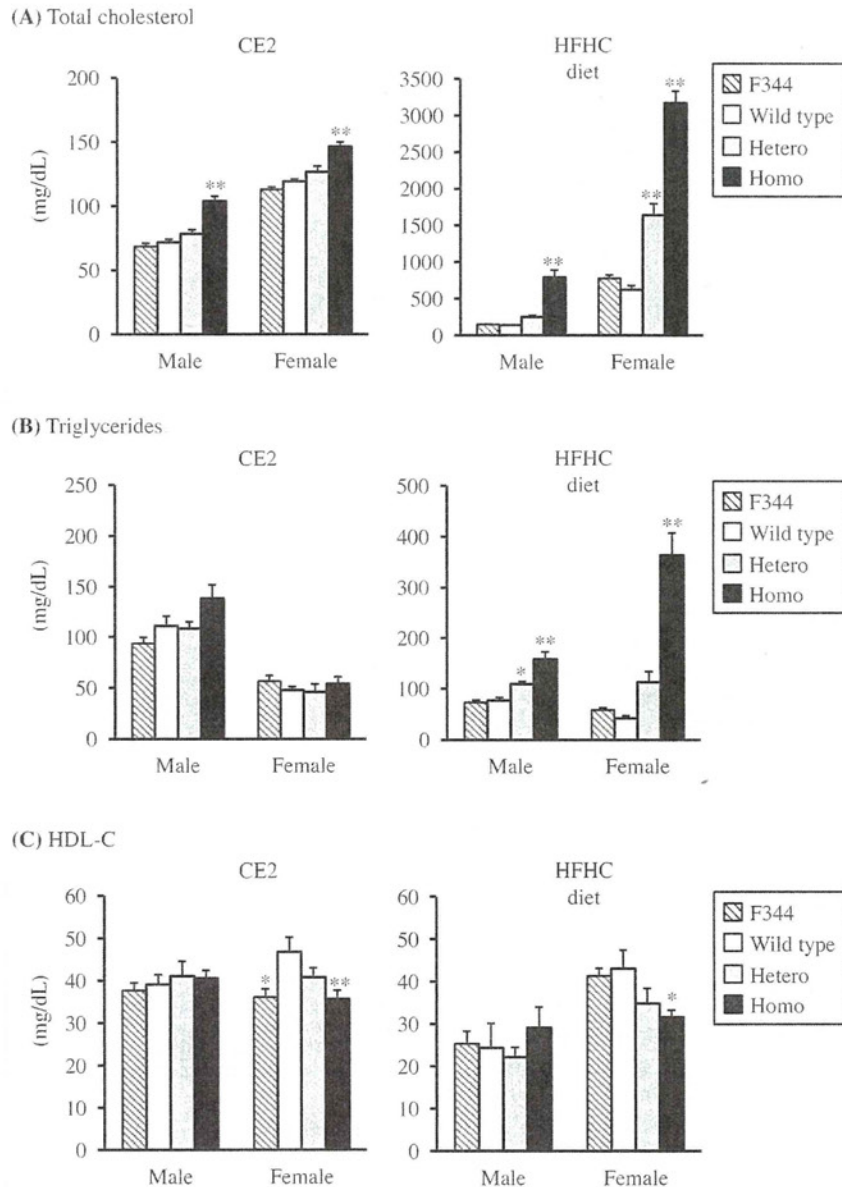 (A) Total cholesterol
CE2
HFHC
diet
200
150
100
50
0
(mg/dL)
**
**
Male
Female
3500
3000
2500
2000
1500
1000
500
0
**
**
**
Male
Female
F344
Wild type
Hetero
Homo
(B) Triglycerides
CE2
HFHC
diet
250
200
150
100
50
0
(mg/dL)
Male
Female
500
400
300
200
100
0
*
**
**
Male
Female
F344
Wild type
Hetero
Homo
(C) HDL-C
CE2
HFHC
diet
60
50
40
30
20
10
0
(mg/dL)
*
**
Male
Female
60
50
40
30
20
10
0
*
Male
Female
F344
Wild type
Hetero
Homo